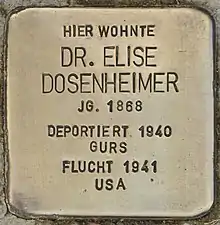 HIER WOHNTE
DR. ELISE
DOSENHEIMER
JG. 1868
DEPORTIERT 1940
GURS
FLUCHT 1941
USA